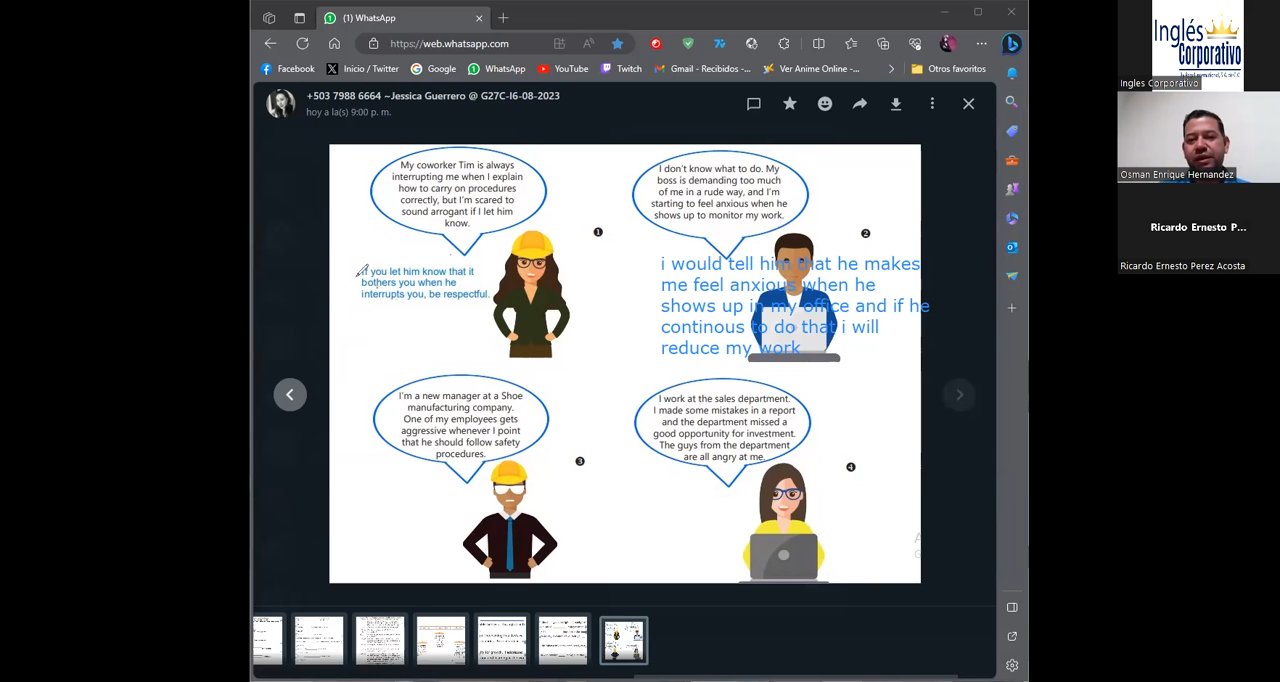 (1) WhatsApp
https://web.whatsapp.com
Facebook
Inicio / Twitter
Google
WhatsApp
YouTube
Twitch
Gmail - Recibidos -...
Ver Anime Online -...
Otros favoritos
+503 7988 6664 ~Jessica Guerrero @ G27C-I6-08-2023
hoy a la(s) 9:00 p. m.
My coworker Tim is always
interrupting me when I explain
how to carry on procedures
correctly, but I'm scared to
sound arrogant if I let him
know.
1
if you let him know that it
bothers you when he
interrupts you, be respectful.
I don't know what to do. My
boss is demanding too much
of me in a rude way, and I'm
starting to feel anxious when he
shows up to monitor my work.
2
i would tell him that he makes
me feel anxious when he
shows up in my office and if he
continous to do that i will
reduce my work
I'm a new manager at a Shoe
manufacturing company.
One of my employees gets
aggressive whenever I point
that he should follow safety
procedures.
3
I work at the sales department.
I made some mistakes in a report
and the department missed a
good opportunity for investment.
The guys from the department
are all angry at me.
4
Inglés
Corporativo
Ingles Corporativo
Osman Enrique Hernandez
Ricardo Ernesto P...
Ricardo Ernesto Perez Acosta